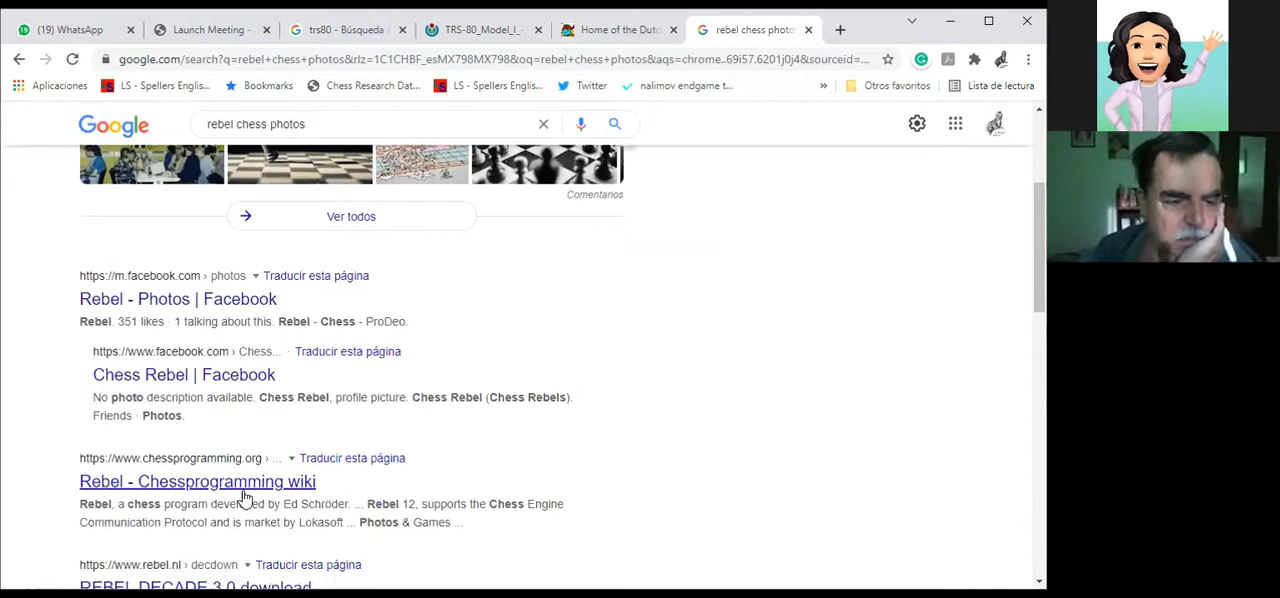 (19) WhatsApp
Launch Meeting -
trs80 - Búsqueda
TRS-80_Model_I_-
Home of the Dutc
rebel chess photo
google.com/search?q=rebel+chess+photos&rlz=1C1CHBF_esMX798MX798&oq=rebel+chess+photos&aqs=chrome..69i57.6201j0j4&sourceid=...
Aplicaciones
LS - Spellers Englis...
Bookmarks
Chess Research Dat...
LS - Spellers Englis...
Twitter
nalimov endgame t...
»
Otros favoritos
Lista de lectura
Google
rebel chess photos
Comentarios
Ver todos
https://m.facebook.com › photos Traducir esta página
Rebel - Photos | Facebook
Rebel. 351 likes · 1 talking about this. Rebel - Chess - ProDeo.
https://www.facebook.com › Chess... · Traducir esta página
Chess Rebel | Facebook
No photo description available. Chess Rebel, profile picture. Chess Rebel (Chess Rebels).
Friends · Photos.
https://www.chessprogramming.org › ... Traducir esta página
Rebel - Chessprogramming wiki
Rebel, a chess program by Ed Schröder. ... Rebel 12, supports the Chess Engine
Communication Protocol and is market by Lokasoft ... Photos & Games ...
https://www.rebel.nl › decdown Traducir esta página
REBEL DECADE 3.0 download